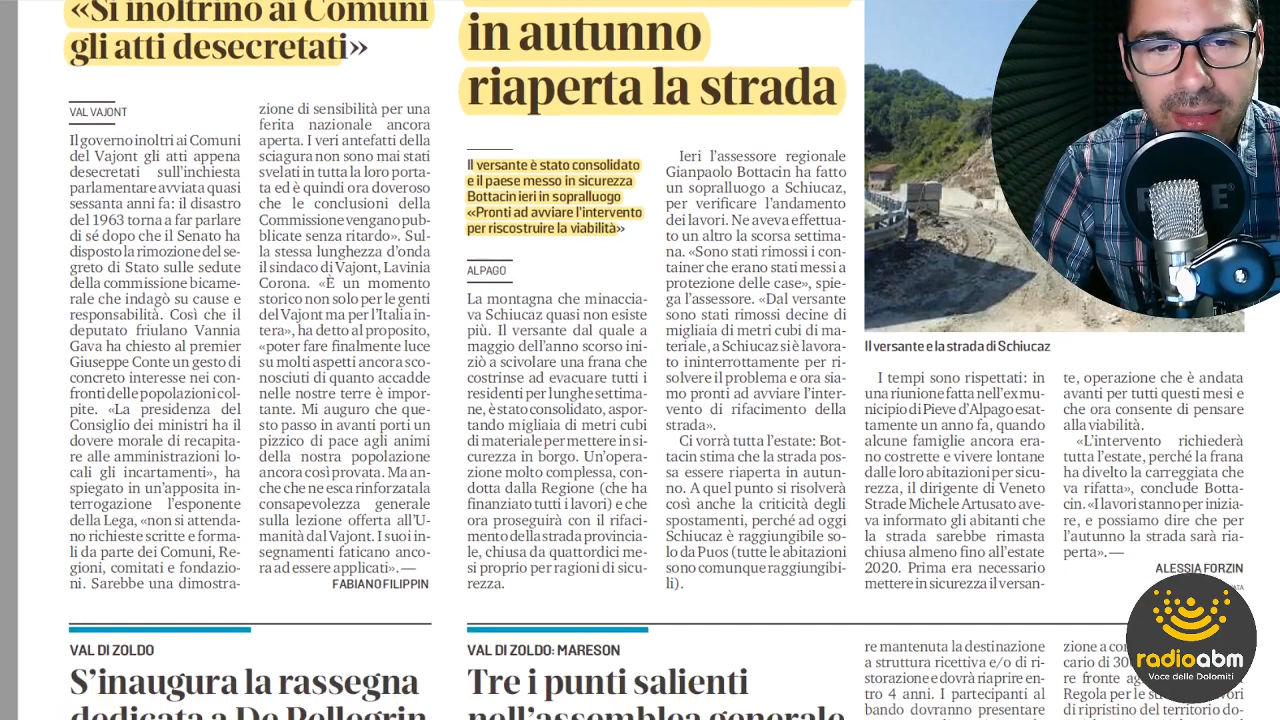 «Si inoltrino ai Comuni
gli atti desecretati»
VAL VAJONT
Il governo inoltri ai Comuni
del Vajont gli atti appena
desecretati sull'inchiesta
parlamentare avviata quasi
sessanta anni fa: il disastro
del 1963 torna a far parlare
di sé dopo che il Senato ha
disposto la rimozione del se-
greto di Stato sulle sedute
della commissione bicame-
rale che indagò su cause e
responsabilità. Così che il
deputato friulano Vannia
Gava ha chiesto al premier
Giuseppe Conte un gesto di
concreto interesse nei con-
fronti delle popolazioni col-
pite. «La presidenza del
Consiglio dei ministri ha il
dovere morale di recapita-
re alle amministrazioni lo-
cali gli incartamenti», ha
spiegato in un'apposita in-
terrogazione l'esponente
della Lega, «non si attenda-
no richieste scritte e forma-
li da parte dei Comuni, Re-
gioni, comitati e fondazio-
ni. Sarebbe una dimostra-
zione di sensibilità per una
ferita nazionale ancora
aperta. I veri antefatti della
sciagura non sono mai stati
svelati in tutta la loro porta-
ta ed è quindi ora doveroso
che le conclusioni della
Commissione vengano pub-
blicate senza ritardo». Sul-
la stessa lunghezza d'onda
il sindaco di Vajont, Lavinia
Corona. «È un momento
storico non solo per le genti
del Vajont ma per l'Italia in-
tera», ha detto al proposito,
«poter fare finalmente luce
su molti aspetti ancora sco-
nosciuti di quanto accadde
nelle nostre terre è impor-
tante. Mi auguro che que-
sto passo in avanti porti un
pizzico di pace agli animi
della nostra popolazione
ancora così provata. Ma an-
che che ne esca rinforzata la
consapevolezza generale
sulla lezione offerta all'U-
manità dal Vajont. I suoi in-
segnamenti faticano anco-
ra ad essere applicati».—
FABIANO FILIPPIN
in autunno
riaperta la strada
Il versante è stato consolidato
e il paese messo in sicurezza
Bottacin ieri in sopralluogo
«Pronti ad avviare l'intervento
per riscostruire la viabilità»
ALPAGO
La montagna che minaccia-
va Schiucaz quasi non esiste
più. Il versante dal quale a
maggio dell'anno scorso ini-
ziò a scivolare una frana che
costrinse ad evacuare tutti i
residenti per lunghe settima-
ne, è stato consolidato, aspor-
tando migliaia di metri cubi
di materiale per mettere in si-
curezza in borgo. Un'opera-
zione molto complessa, con-
dotta dalla Regione (che ha
finanziato tutti i lavori) e che
ora proseguirà con il rifaci-
mento della strada provincia-
le, chiusa da quattordici me-
si proprio per ragioni di sicu-
rezza.
Ieri l'assessore regionale
Gianpaolo Bottacin ha fatto
un sopralluogo a Schiucaz,
per verificare l'andamento
dei lavori. Ne aveva effettua-
to un altro la scorsa settima-
na. «Sono stati rimossi i con-
tainer che erano stati messi a
protezione delle case», spie-
ga l'assessore. «Dal versante
sono stati rimossi decine di
migliaia di metri cubi di ma-
teriale, a Schiucaz si è lavora-
to ininterrottamente per ri-
solvere il problema e ora sia-
mo pronti ad avviare l'inter-
vento di rifacimento della
strada».
Ci vorrà tutta l'estate: Bot-
tacin stima che la strada pos-
sa essere riaperta in autun-
no. A quel punto si risolverà
così anche la criticità degli
spostamenti, perché ad oggi
Schiucaz è raggiungibile so-
lo da Puos (tutte le abitazioni
sono comunque raggiungibi-
li).
Il versante e la strada di Schiucaz
I tempi sono rispettati: in
una riunione fatta nell'ex mu-
nicipio di Pieve d'Alpago esat-
tamente un anno fa, quando
alcune famiglie ancora era-
no costrette e vivere lontane
dalle loro abitazioni per sicu-
rezza, il dirigente di Veneto
Strade Michele Artusato ave-
va informato gli abitanti che
la strada sarebbe rimasta
chiusa almeno fino all'estate
2020. Prima era necessario
mettere in sicurezza il versan-
te, operazione che è andata
avanti per tutti questi mesi e
che ora consente di pensare
alla viabilità.
«L'intervento richiederà
tutta l'estate, perché la frana
ha divelto la carreggiata che
va rifatta», conclude Botta-
cin. «I lavori stanno per inizia-
re, e possiamo dire che per
l'autunno la strada sarà ria-
perta».—
ALESSIA FORZIN
VAL DI ZOLDO
S'inaugura la rassegna
dedicata a De Pellegrin
VAL DI ZOLDO: MARESON
Tre i punti salienti
nell'assemblea generale
re mantenuta la destinazione
a struttura ricettiva e/o di ri-
storazione e dovrà riaprire en-
tro 4 anni. I partecipanti al
bando dovranno presentare
zione a
cario di
re fronte
Regola per le
di ripristino del territorio do-
radioabm
Voce delle Dolomiti